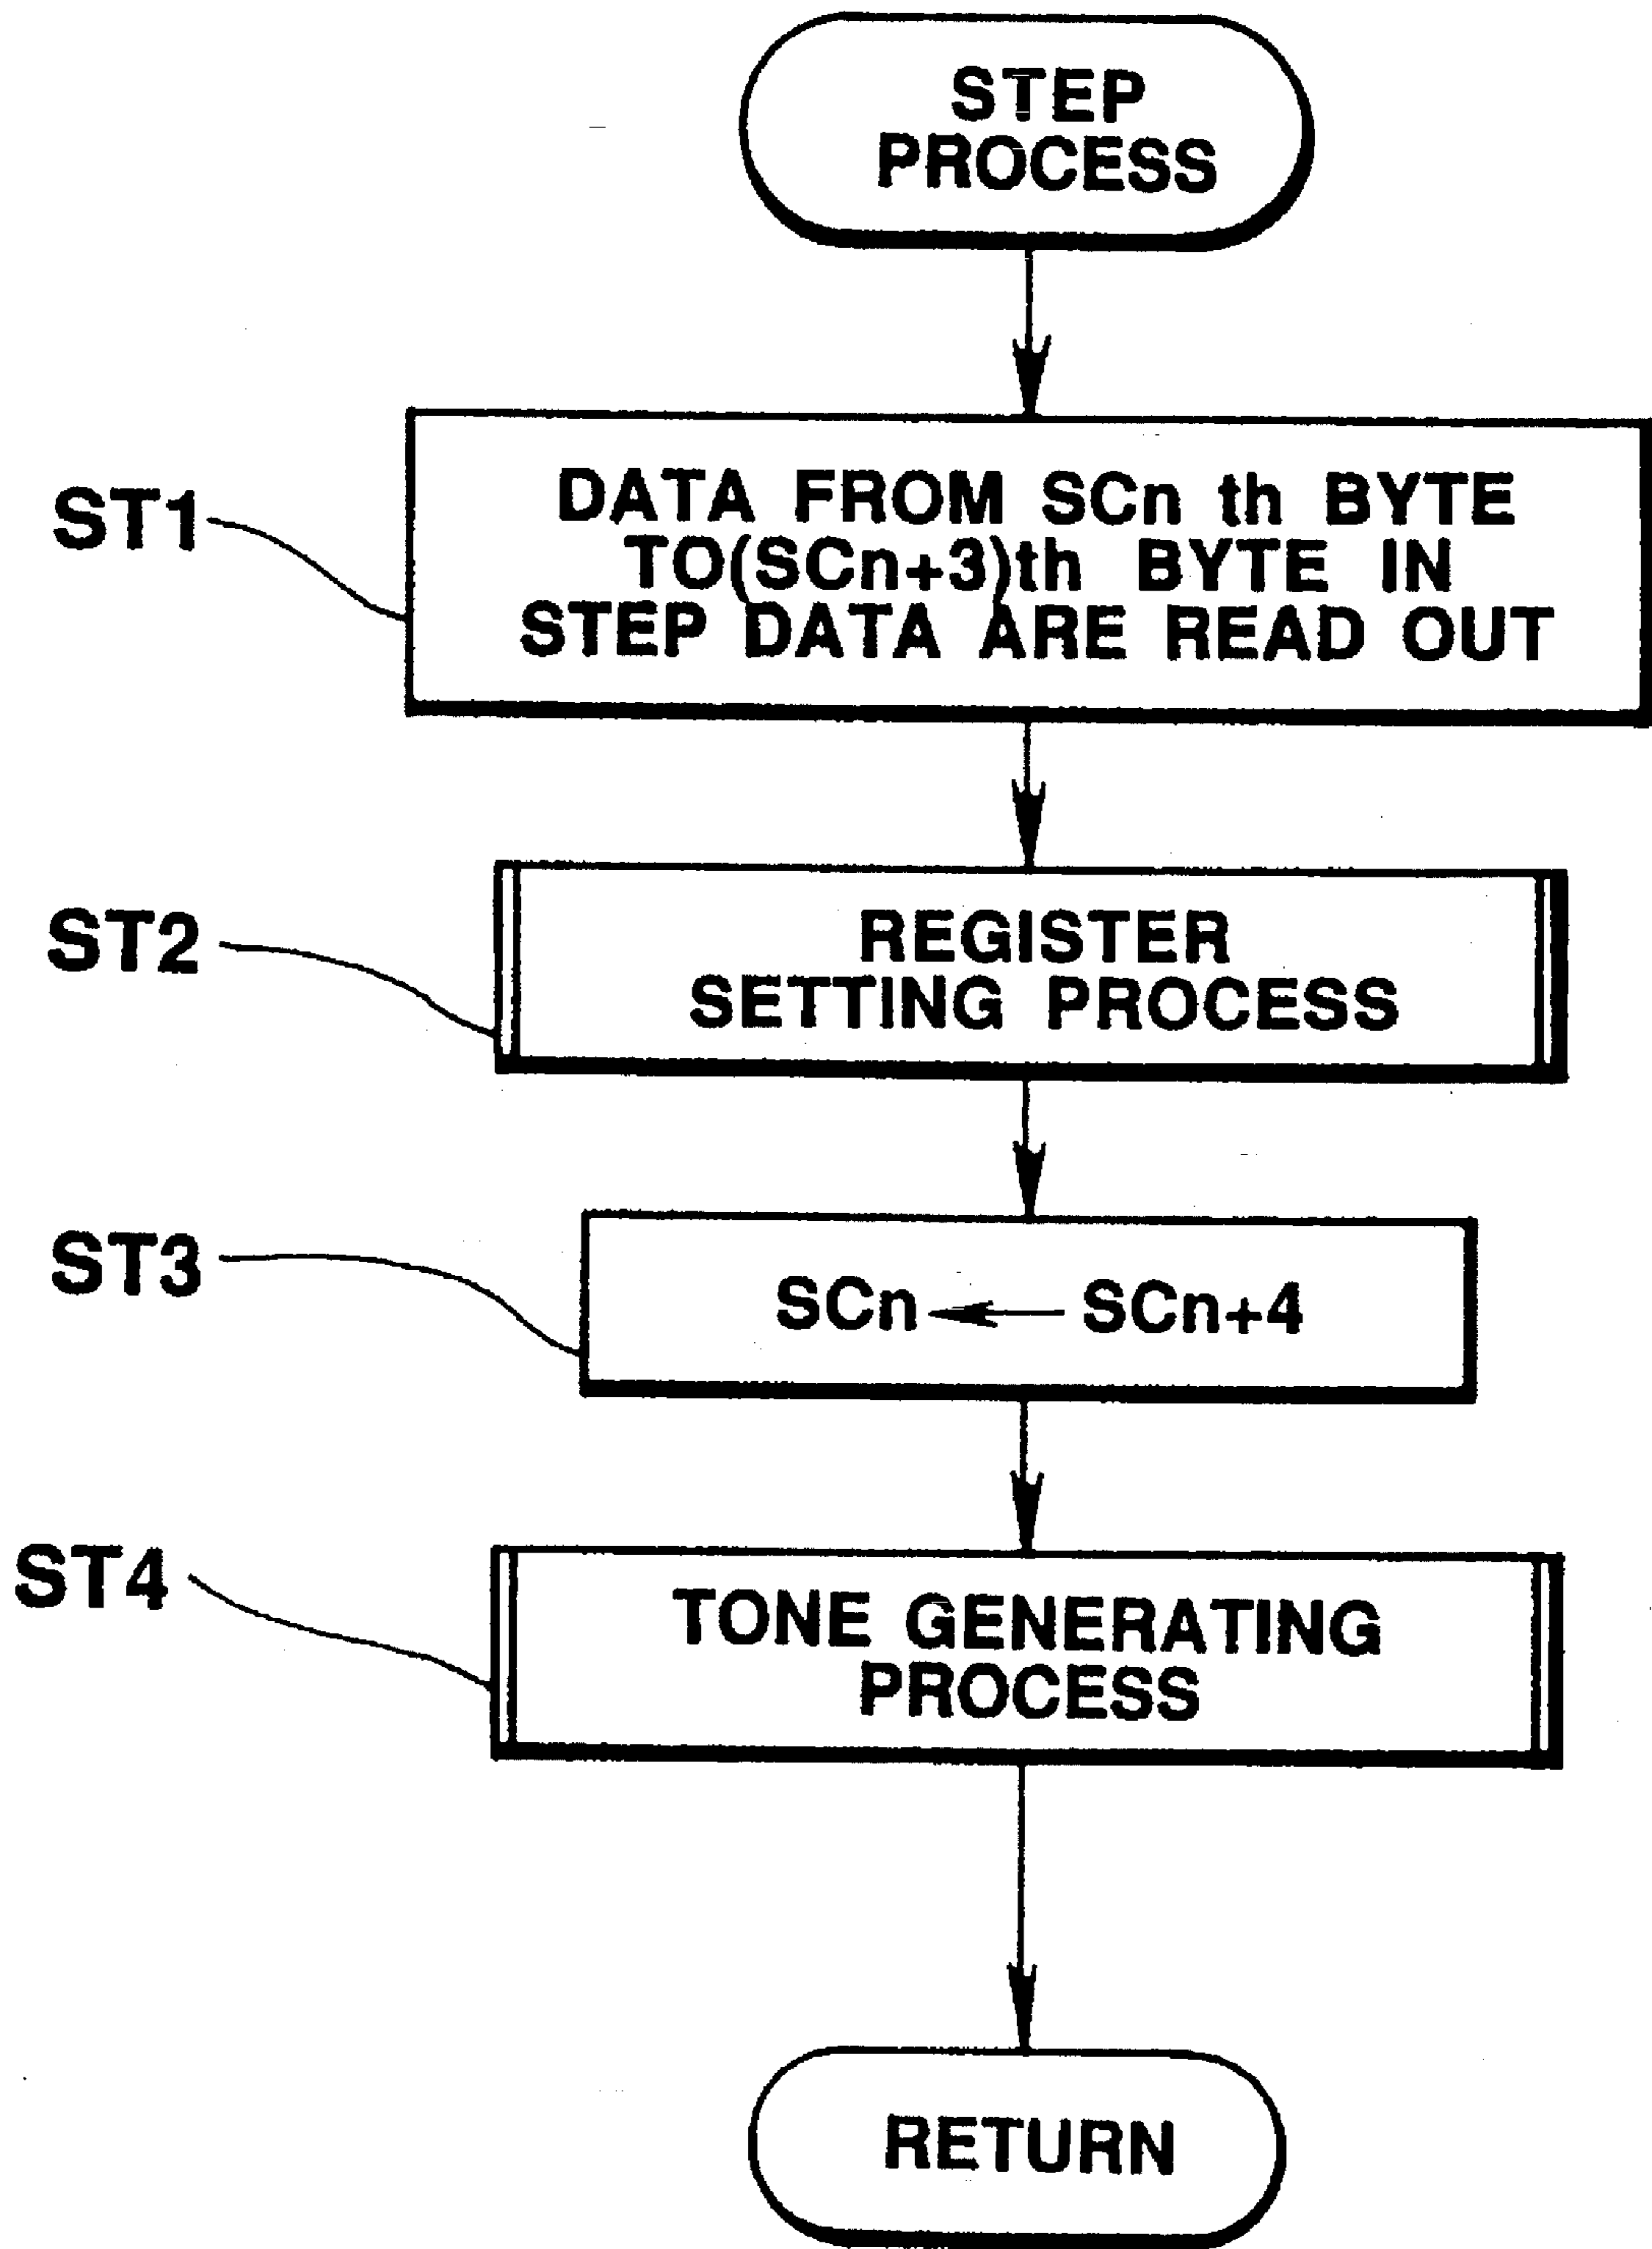 STEP
PROCESS
ST1
DATA FROM SCn th BYTE
TO(SCn+3)th BYTE IN
STEP DATA ARE READ OUT
ST2
REGISTER
SETTING PROCESS
ST3
SCn ← SCn+4
ST4
TONE GENERATING
PROCESS
RETURN